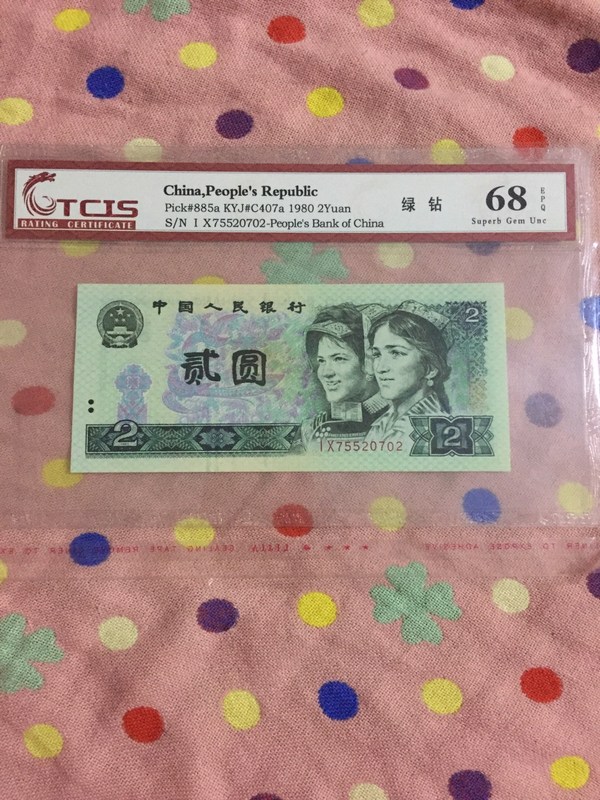 TCIS
RATING CERTIFICATE
China,People's Republic
Pick#885a KYJ#C407a 1980 2Yuan
S/N I X75520702-People's Bank of China
绿 钻
68
EPQ
Superb Gem Unc
中国人民银行
2
贰圆
2
IX75520702
2